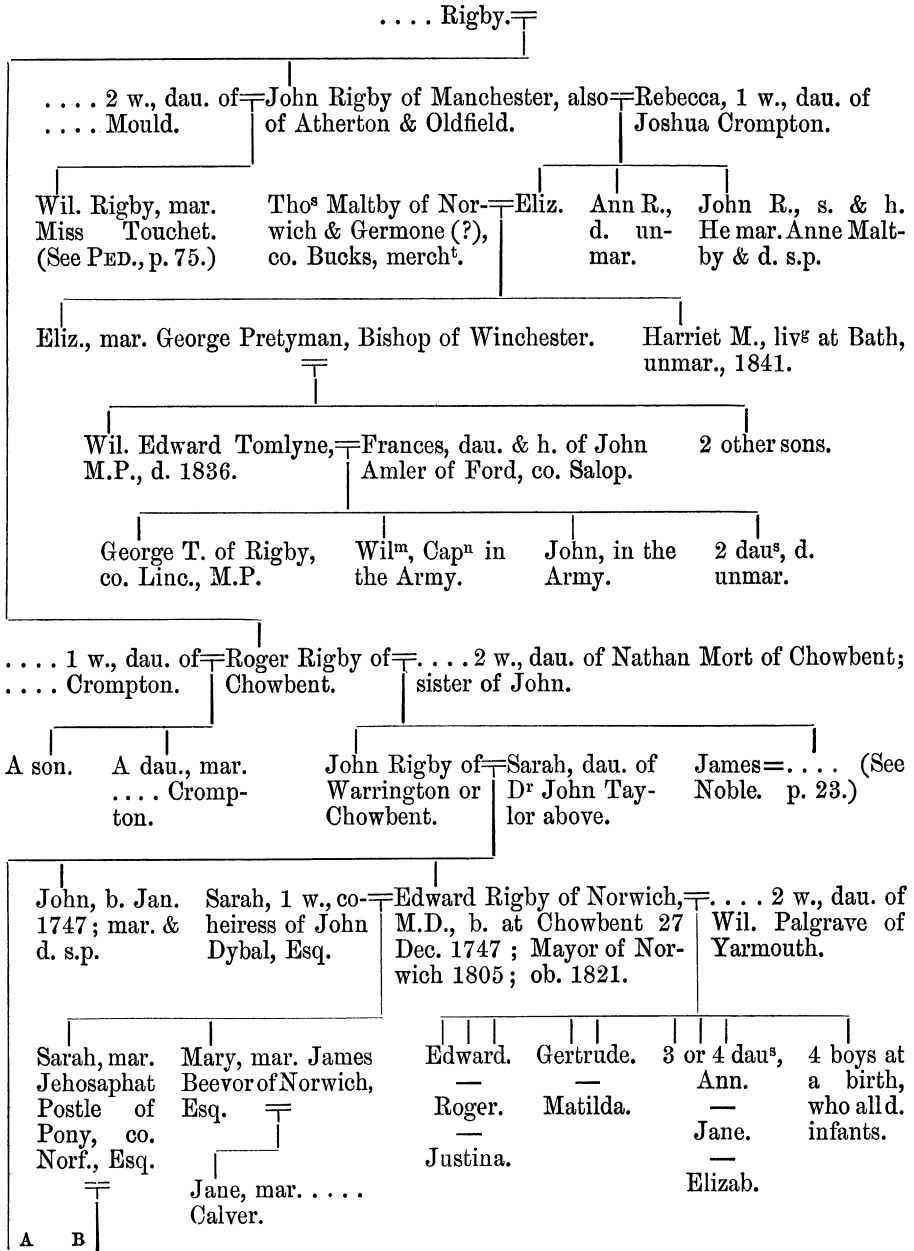 . . . . Rigby.
. . . . 2 w., dau. of
. . . . Mould.
John Rigby of Manchester, also
of Atherton & Oldfield.
Rebecca, 1 w., dau. of
Joshua Crompton.
Wil. Rigby, mar.
Miss Touchet.
(See PED., p. 75.)
Thoˢ Maltby of Nor-
wich & Germone (?),
co. Bucks, merchᵗ.
Eliz.
Ann R.,
d. un-
mar.
John R., s. & h.
He mar. Anne Malt-
by & d. s.p.
Eliz., mar. George Pretyman, Bishop of Winchester.
Harriet M., livᵍ at Bath,
unmar., 1841.
Wil. Edward Tomlyne,
M.P., d. 1836.
Frances, dau. & h. of John
Amler of Ford, co. Salop.
2 other sons.
George T. of Rigby,
co. Linc., M.P.
Wilᵐ, Capⁿ in
the Army.
John, in the
Army.
2 dauˢ, d.
unmar.
. . . . 1 w., dau. of
. . . . Crompton.
Roger Rigby of
Chowbent.
. . . . 2 w., dau. of Nathan Mort of Chowbent;
sister of John.
A son.
A dau., mar.
. . . . Cromp-
ton.
John Rigby of
Warrington or
Chowbent.
Sarah, dau. of
Dʳ John Tay-
lor above.
James=. . . . (See
Noble. p. 23.)
John, b. Jan.
1747; mar. &
d. s.p.
Sarah, 1 w., co-
heiress of John
Dybal, Esq.
Edward Rigby of Norwich,
M.D., b. at Chowbent 27
Dec. 1747 ; Mayor of Nor-
wich 1805 ; ob. 1821.
. . . . 2 w., dau. of
Wil. Palgrave of
Yarmouth.
Sarah, mar.
Jehosaphat
Postle of
Pony, co.
Norf., Esq.
Mary, mar. James
Beevor of Norwich,
Esq.
Jane, mar. . . . .
Calver.
Edward.
—
Roger.
—
Justina.
Gertrude.
—
Matilda.
3 or 4 dauˢ,
Ann.
—
Jane.
—
Elizab.
4 boys at
a birth,
who all d.
infants.
A B